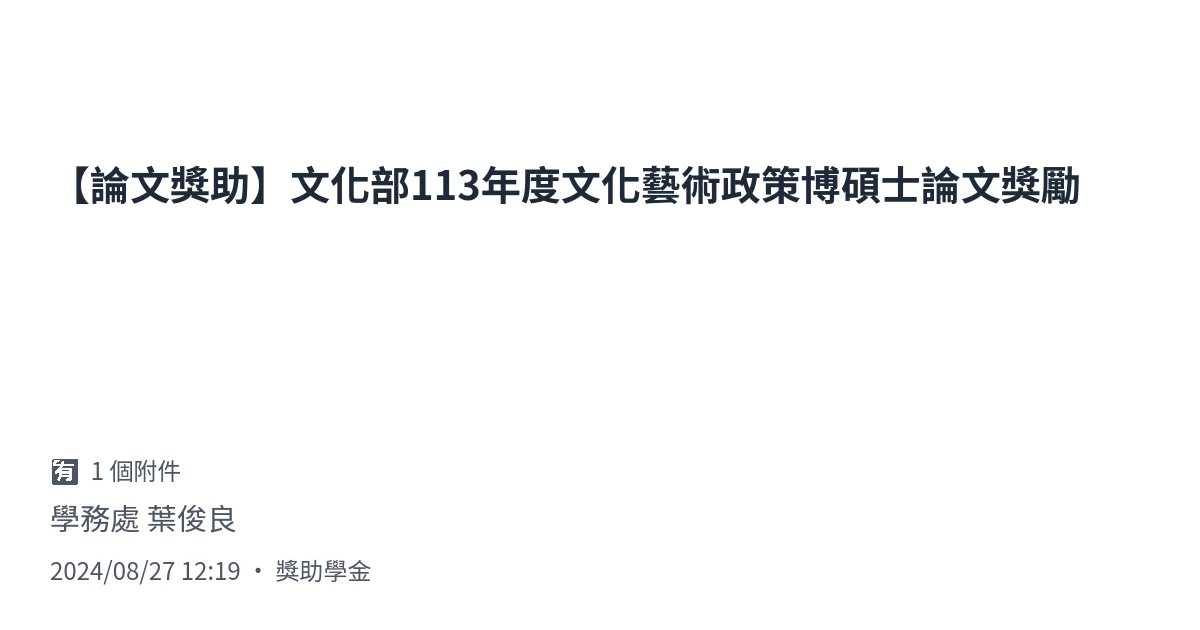 【論文獎助】文化部113年度文化藝術政策博碩士論文獎勵
有 1 個附件
學務處 葉俊良
2024/08/27 12:19 • 獎助學金